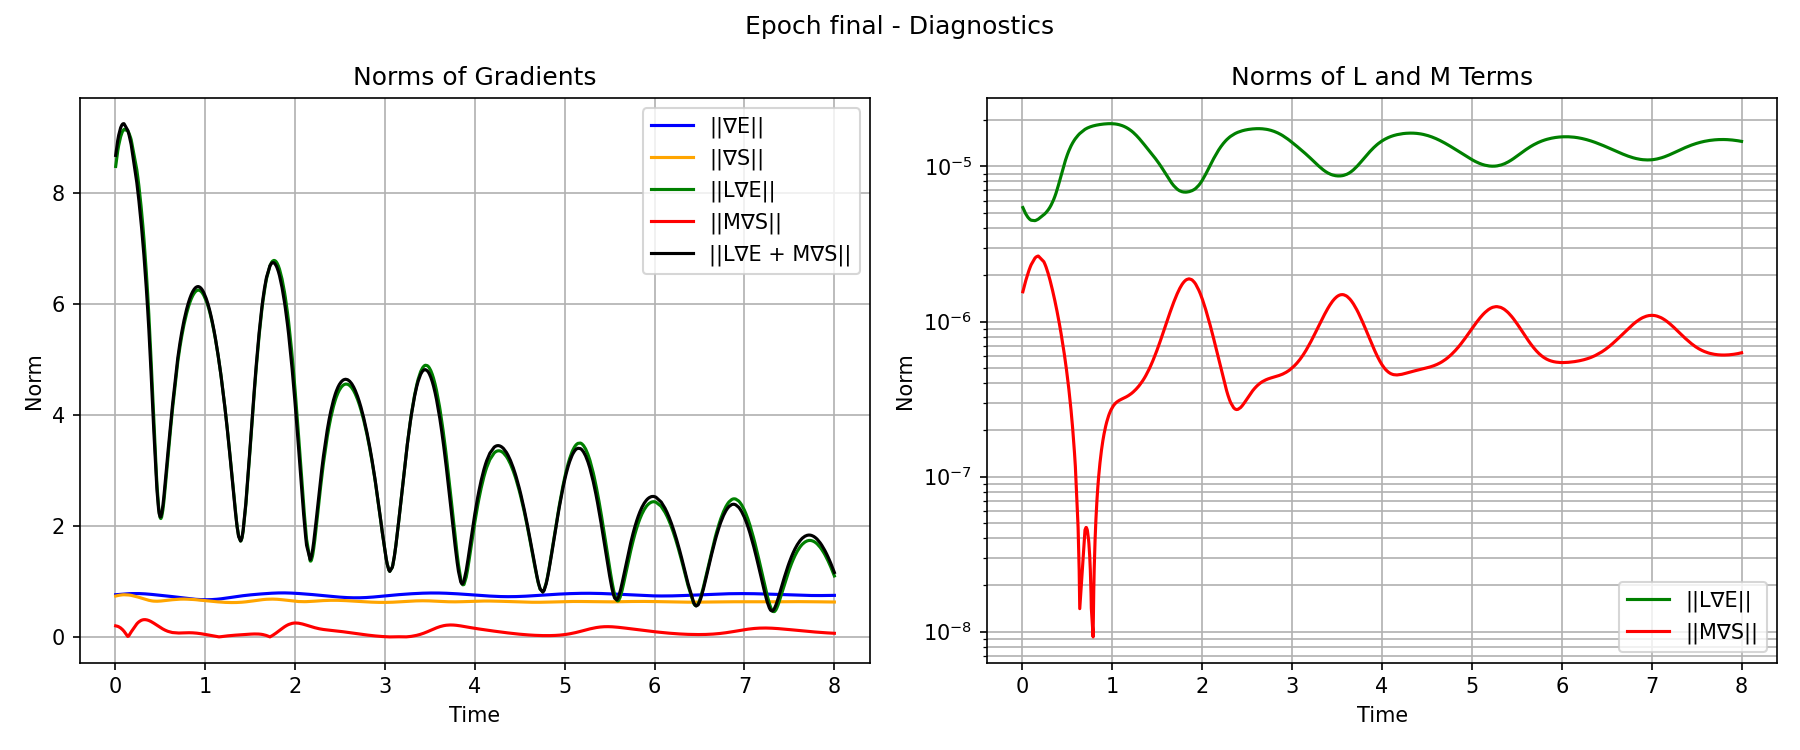 Epoch final - Diagnostics
Norms of Gradients
Norm
8
6
4
2
0
||∇E||
||∇S||
||L∇E||
||M∇S||
||L∇E + M∇S||
0 1 2 3 4 5 6 7 8
Time
Norms of L and M Terms
Norm
10⁻⁵
10⁻⁶
10⁻⁷
10⁻⁸
||L∇E||
||M∇S||
0 1 2 3 4 5 6 7 8
Time